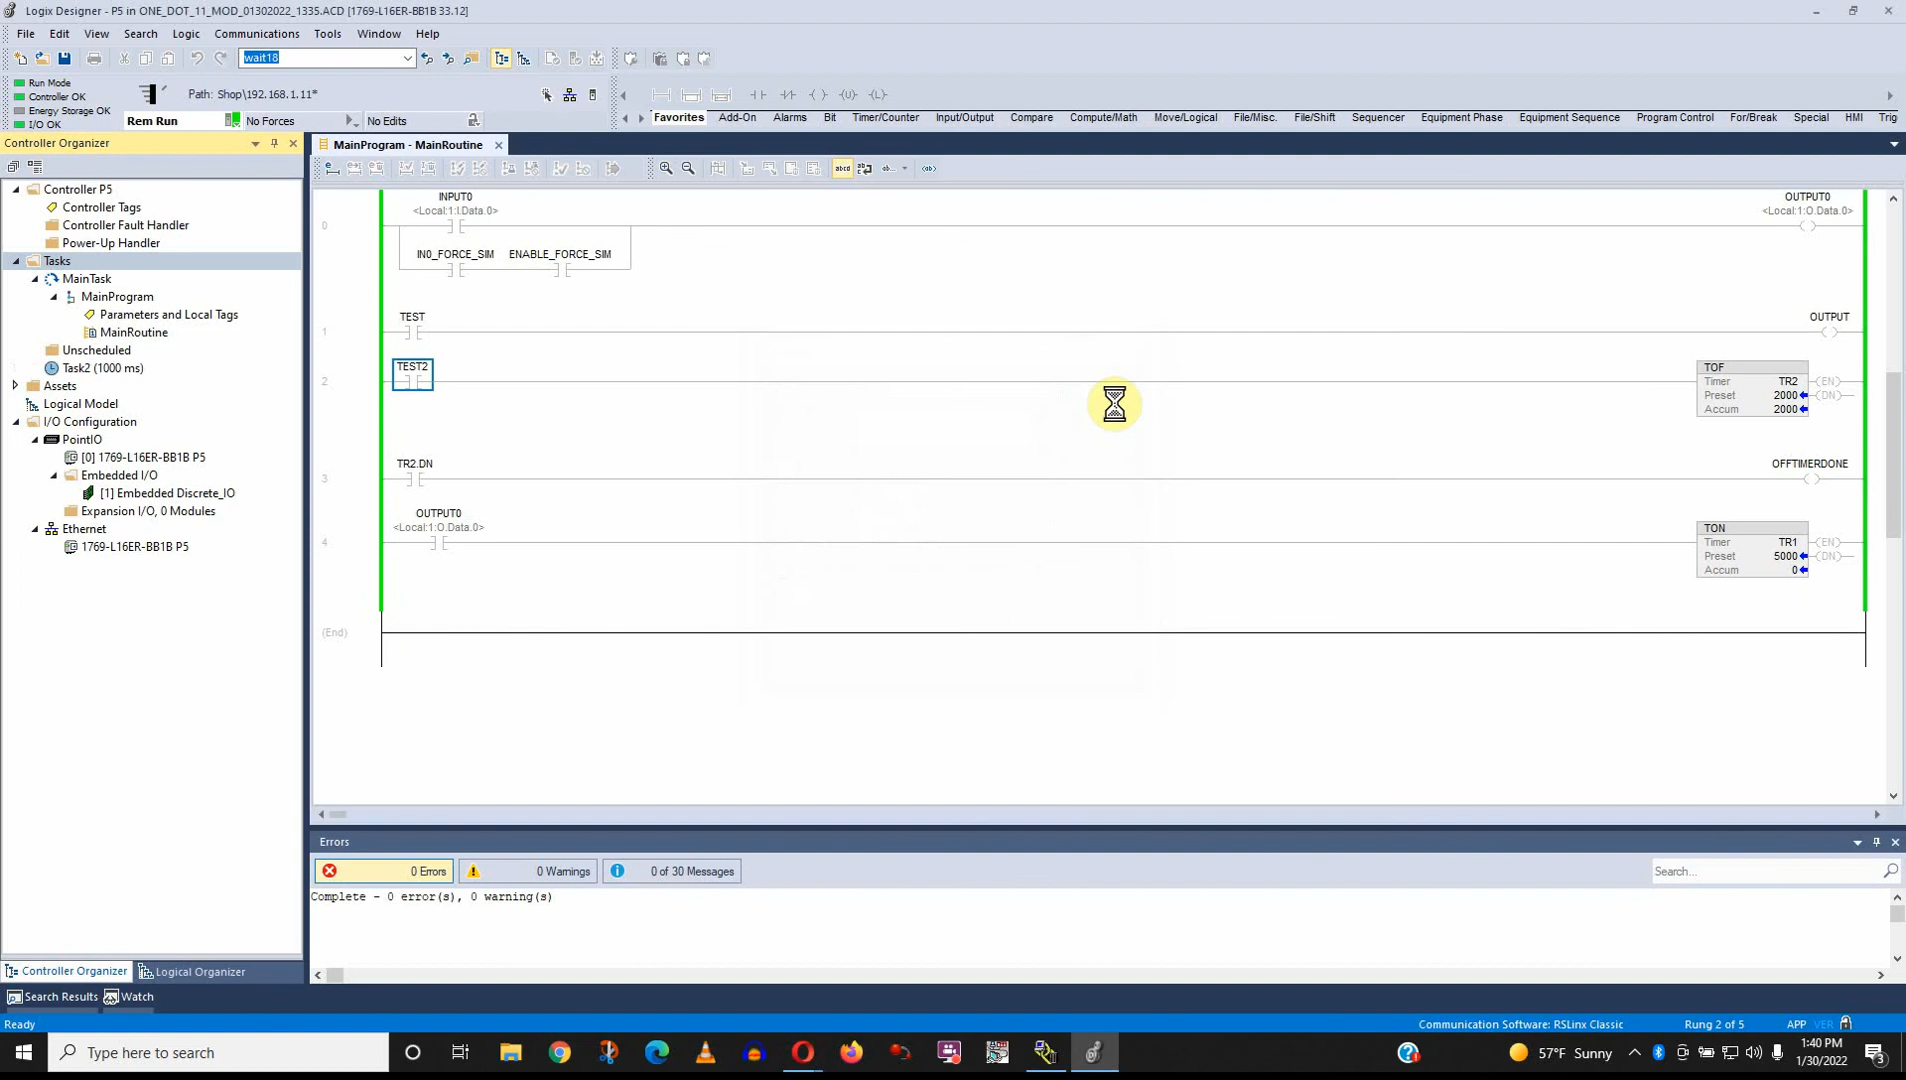 Logix Designer - P5 in ONE_DOT_11_MOD_01302022_1335.ACD [1769-L16ER-BB1B 33.12]
File Edit View Search Logic Communications Tools Window Help
wait18
Run Mode
Controller OK
Energy Storage OK
I/O OK
Path: Shop\192.168.1.11*
Rem Run No Forces No Edits
Favorites Add-On Alarms Bit Timer/Counter Input/Output Compare Compute/Math Move/Logical File/Misc. File/Shift Sequencer Equipment Phase Equipment Sequence Program Control For/Break Special HMI Trig
Controller Organizer
MainProgram - MainRoutine
Controller P5
Controller Tags
Controller Fault Handler
Power-Up Handler
Tasks
MainTask
MainProgram
Parameters and Local Tags
MainRoutine
Unscheduled
Task2 (1000 ms)
Assets
Logical Model
I/O Configuration
PointIO
[0] 1769-L16ER-BB1B P5
Embedded I/O
[1] Embedded Discrete_IO
Expansion I/O, 0 Modules
Ethernet
1769-L16ER-BB1B P5
INPUT0
<Local:1:I.Data.0>
OUTPUT0
<Local:1:O.Data.0>
0
IN0_FORCE_SIM ENABLE_FORCE_SIM
TEST
OUTPUT
1
TEST2
2
TOF
Timer TR2 (EN)
Preset 2000 (DN)
Accum 2000
TR2.DN
OFFTIMERDONE
3
OUTPUT0
<Local:1:O.Data.0>
4
TON
Timer TR1 (EN)
Preset 5000 (DN)
Accum 0
(End)
Errors
0 Errors 0 Warnings 0 of 30 Messages Search...
Complete - 0 error(s), 0 warning(s)
Controller Organizer Logical Organizer
Search Results Watch
Ready Communication Software: RSLinx Classic Rung 2 of 5 APP VER
Type here to search
57°F Sunny
1:40 PM
1/30/2022
3